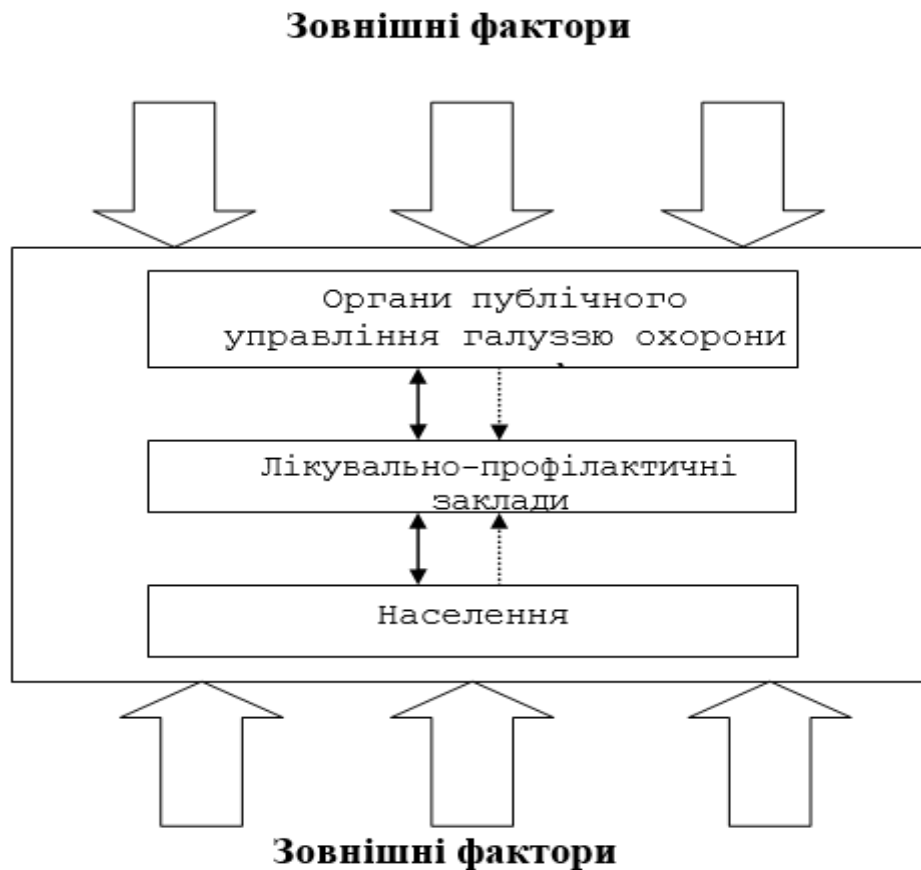 Зовнішні фактори
Органи публічного
управління галуззю охорони
Лікувально-профілактичні
заклади
Населення
Зовнішні фактори